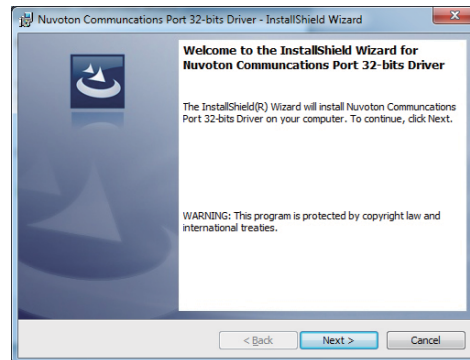 Nuvoton Communcations Port 32-bits Driver - InstallShield Wizard
Welcome to the InstallShield Wizard for
Nuvoton Communcations Port 32-bits Driver
The InstallShield(R) Wizard will install Nuvoton Communcations
Port 32-bits Driver on your computer. To continue, click Next.
WARNING: This program is protected by copyright law and
international treaties.
< Back
Next >
Cancel